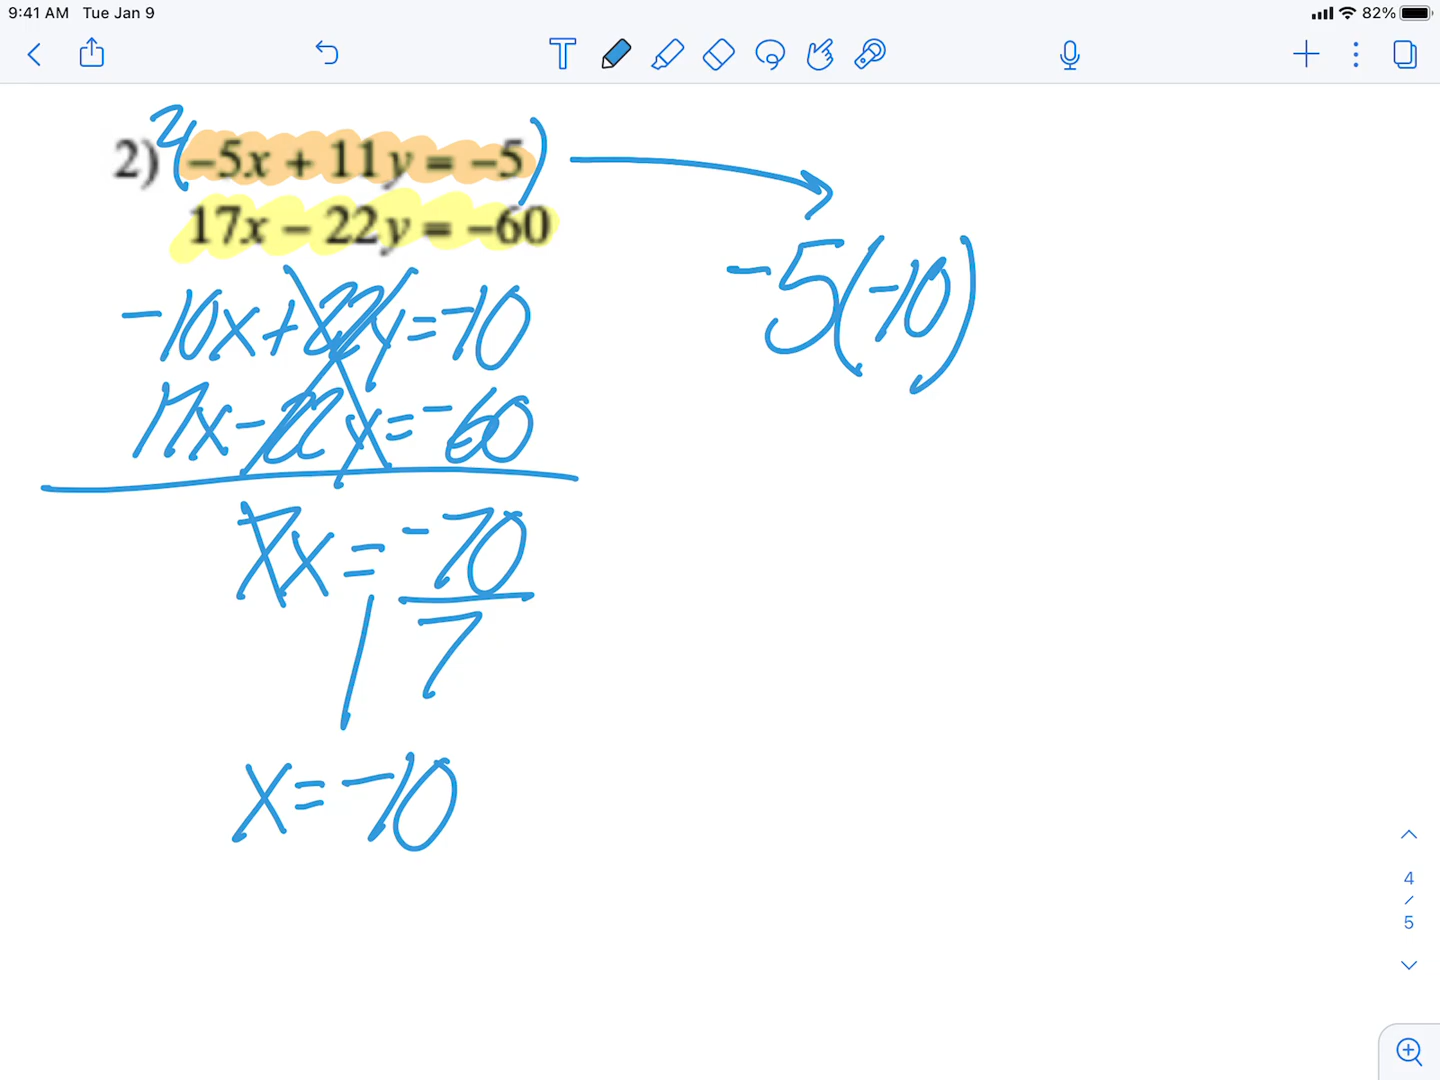 9:41 AM Tue Jan 9
82%
T
2) 2(−5x + 11y = −5)
17x − 22y = −60
-10x+22y=-10
17x-22y=-60
7x = -70
7
x=-10
-5(-10)
4
/
5